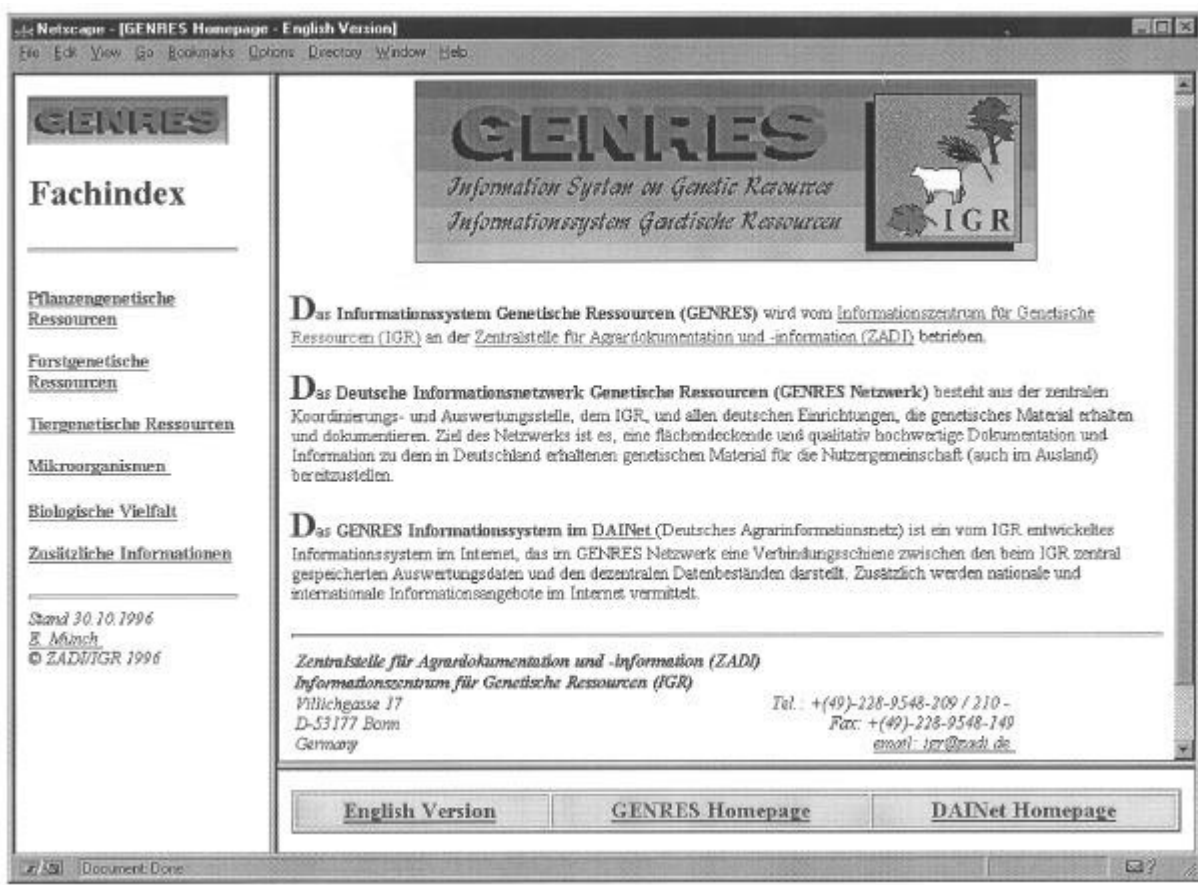 Netscape - [GENRES Homepage - English Version]
File Edit View Go Bookmarks Options Directory Window Help
GENRES
Fachindex
Pflanzengenetische
Ressourcen
Forstgenetische
Ressourcen
Tiergenetische Ressourcen
Mikroorganismen
Biologische Vielfalt
Zusätzliche Informationen
Stand 30.10.1996
E. Münch
© ZADI/IGR 1996
GENRES
Information System on Genetic Resources
Informationssystem Genetische Ressourcen
IGR
Das Informationssystem Genetische Ressourcen (GENRES) wird vom Informationszentrum für Genetische
Ressourcen (IGR) an der Zentralstelle für Agrardokumentation und -information (ZADI) betrieben.
Das Deutsche Informationsnetzwerk Genetische Ressourcen (GENRES Netzwerk) besteht aus der zentralen
Koordinierungs- und Auswertungsstelle, dem IGR, und allen deutschen Einrichtungen, die genetisches Material erhalten
und dokumentieren. Ziel des Netzwerks ist es, eine flächendeckende und qualitativ hochwertige Dokumentation und
Information zu dem in Deutschland erhaltenen genetischen Material für die Nutzergemeinschaft (auch im Ausland)
bereitzustellen.
Das GENRES Informationssystem im DAINet (Deutsches Agrarinformationsnetz) ist ein vom IGR entwickeltes
Informationssystem im Internet, das im GENRES Netzwerk eine Verbindungsschiene zwischen den beim IGR zentral
gespeicherten Auswertungsdaten und den dezentralen Datenbeständen darstellt. Zusätzlich werden nationale und
internationale Informationsangebote im Internet vermittelt.
Zentralstelle für Agrardokumentation und -information (ZADI)
Informationszentrum für Genetische Ressourcen (IGR)
Villichgasse 17 Tel.: +(49)-228-9548-209 / 210 -
D-53177 Bonn Fax: +(49)-228-9548-149
Germany email: igr@zadi.de
English Version GENRES Homepage DAINet Homepage
Document: Done